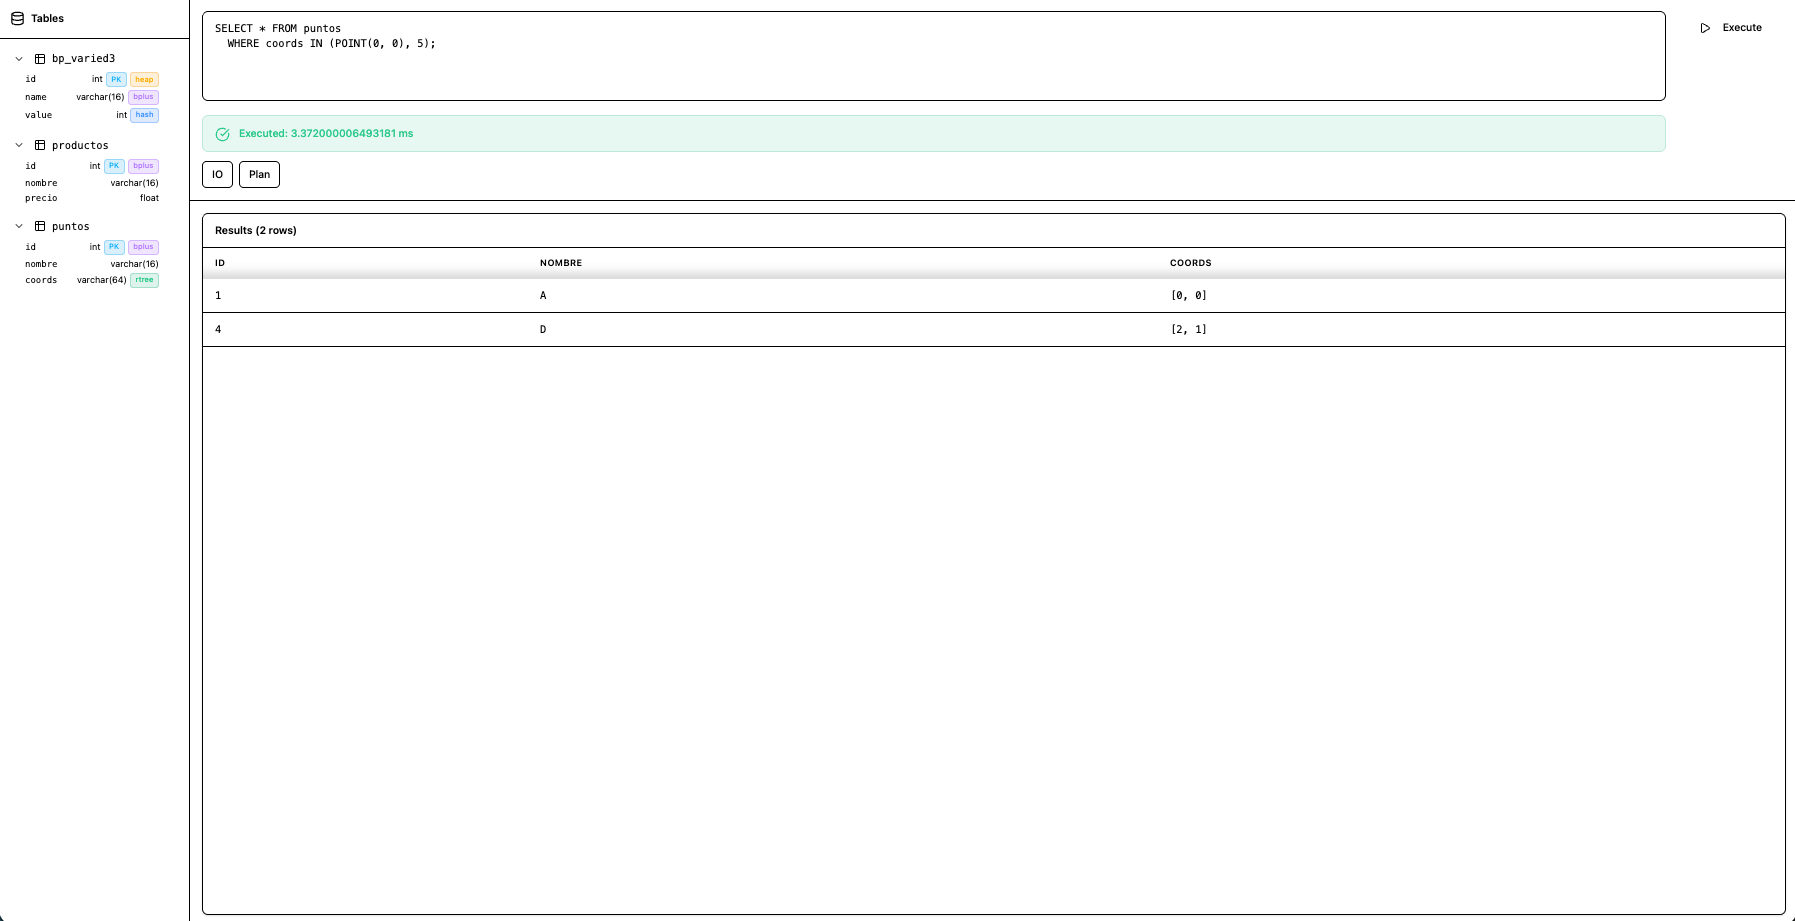 Tables
bp_varied3
id int PK heap
name varchar(16) bplus
value int hash
productos
id int PK bplus
nombre varchar(16)
precio float
puntos
id int PK bplus
nombre varchar(16)
coords varchar(64) rtree
SELECT * FROM puntos
WHERE coords IN (POINT(0, 0), 5);
Execute
Executed: 3.372000006493181 ms
IO Plan
Results (2 rows)
ID NOMBRE COORDS
1 A [0, 0]
4 D [2, 1]